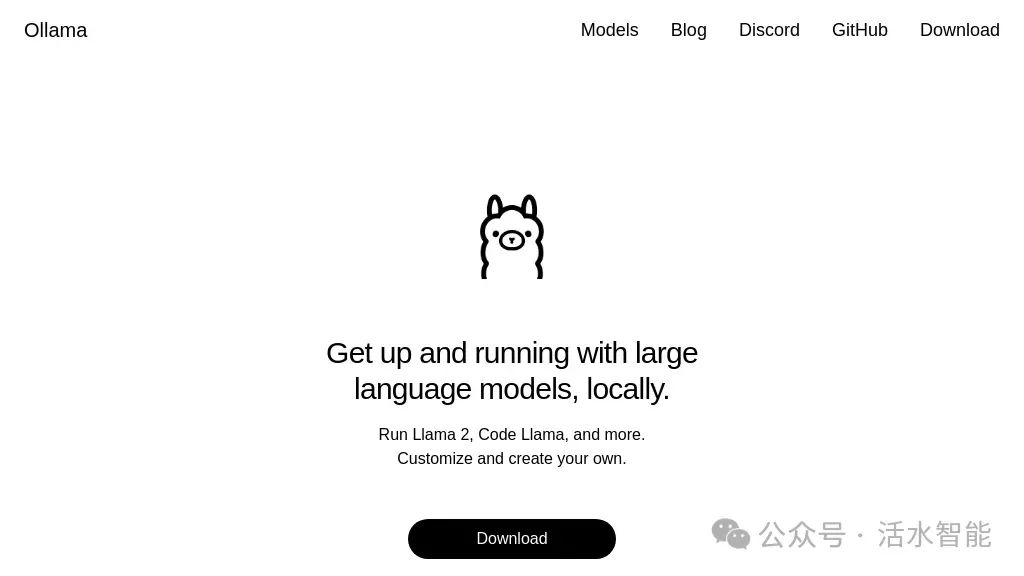 Ollama
Models Blog Discord GitHub Download
Get up and running with large
language models, locally.
Run Llama 2, Code Llama, and more.
Customize and create your own.
Download
公众号 · 活水智能